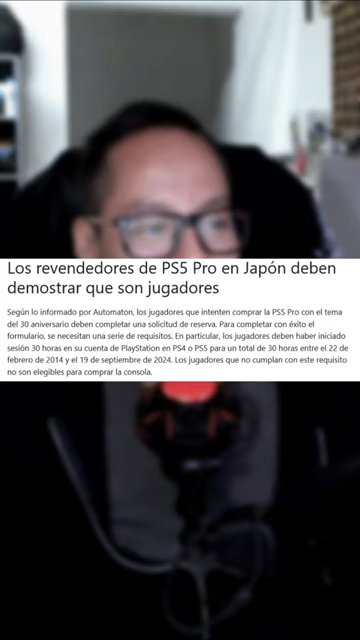 Los revendedores de PS5 Pro en Japón deben
demostrar que son jugadores
Según lo informado por Automaton, los jugadores que intenten comprar la PS5 Pro con el tema
del 30 aniversario deben completar una solicitud de reserva. Para completar con éxito el
formulario, se necesitan una serie de requisitos. En particular, los jugadores deben haber iniciado
sesión 30 horas en su cuenta de PlayStation en PS4 o PS5 para un total de 30 horas entre el 22 de
febrero de 2014 y el 19 de septiembre de 2024. Los jugadores que no cumplan con este requisito
no son elegibles para comprar la consola.